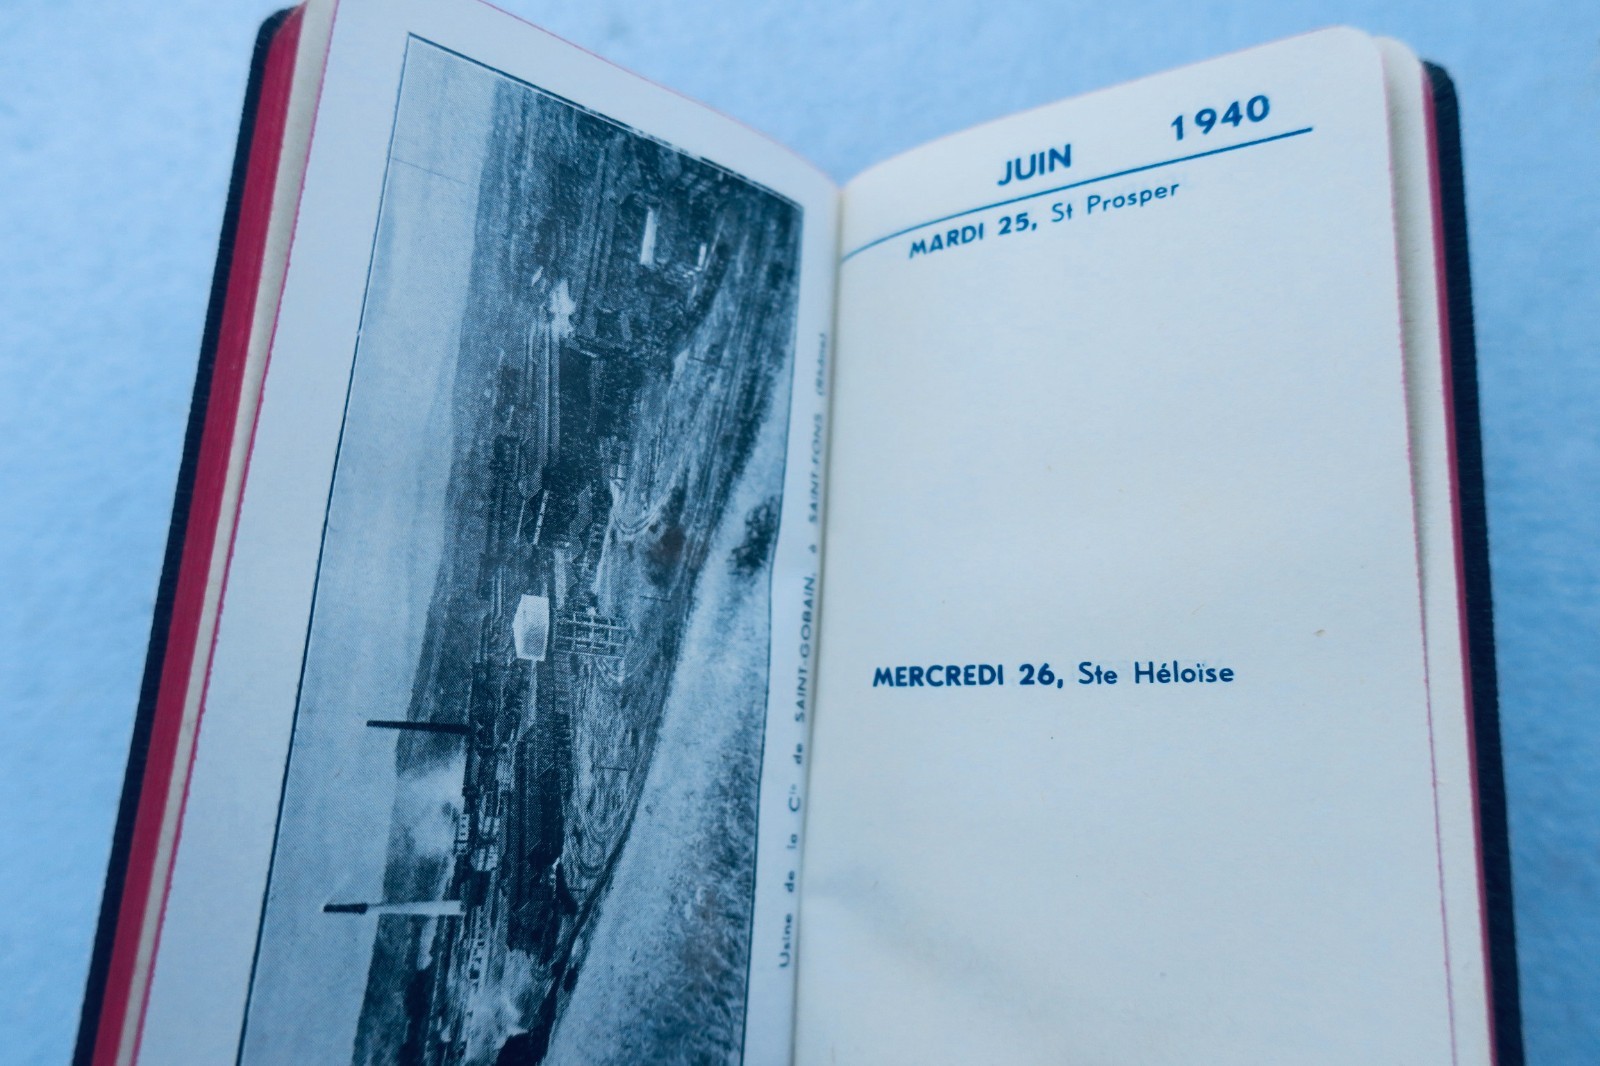 Usine de la Cie de SAINT-GOBAIN, à SAINT-FONS (Rhône)
JUIN 1940
MARDI 25, St Prosper
MERCREDI 26, Ste Héloïse